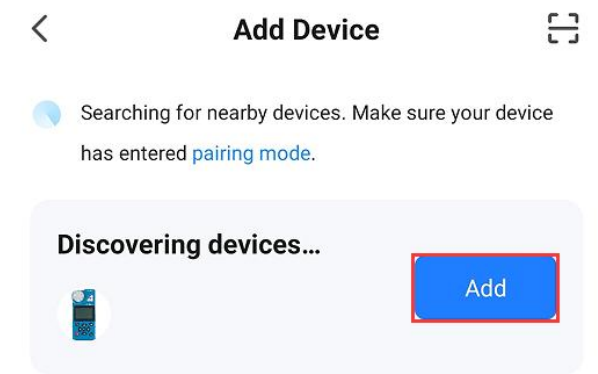 Add Device
Searching for nearby devices. Make sure your device
has entered pairing mode.
Discovering devices...
Add